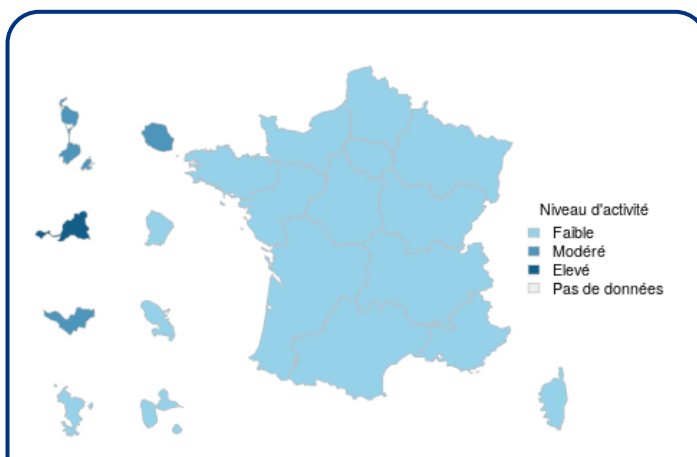 Niveau d'activité
Faible
Modéré
Elevé
Pas de données